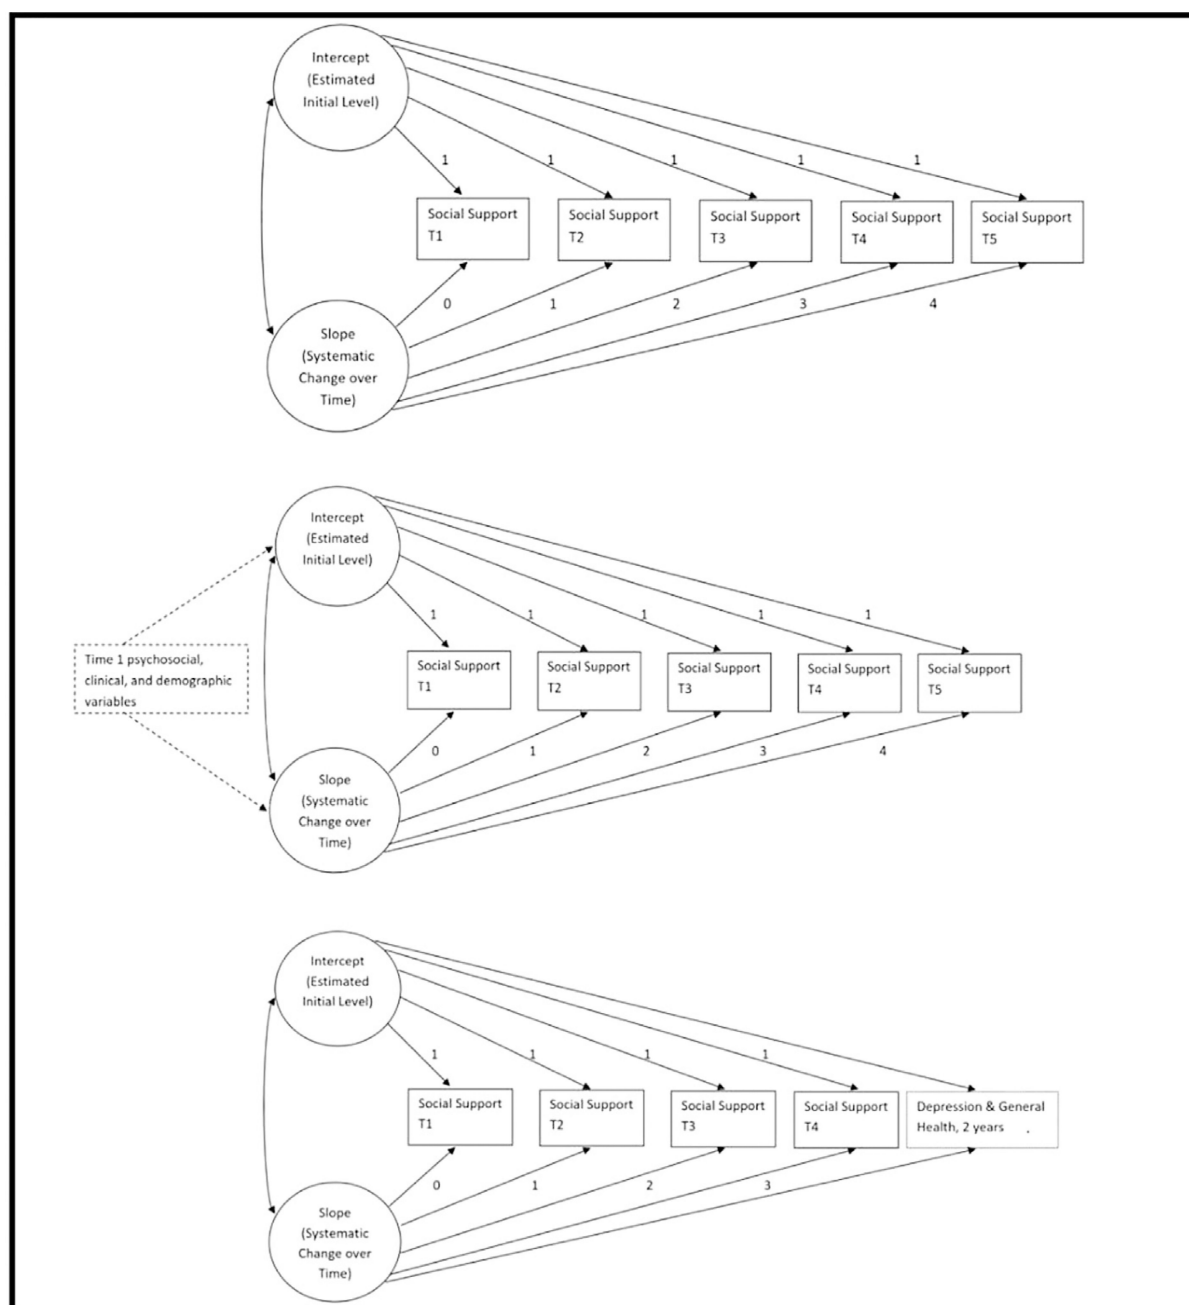 Intercept
(Estimated
Initial Level)
1 1 1 1 1
Social Support Social Support Social Support Social Support Social Support
T1 T2 T3 T4 T5
0 1 2 3 4
Slope
(Systematic
Change over
Time)
Intercept
(Estimated
Initial Level)
1 1 1 1 1
Time 1 psychosocial,
clinical, and demographic
variables
Social Support Social Support Social Support Social Support Social Support
T1 T2 T3 T4 T5
0 1 2 3 4
Slope
(Systematic
Change over
Time)
Intercept
(Estimated
Initial Level)
1 1 1 1
Social Support Social Support Social Support Social Support Depression & General
T1 T2 T3 T4 Health, 2 years .
0 1 2 3
Slope
(Systematic
Change over
Time)